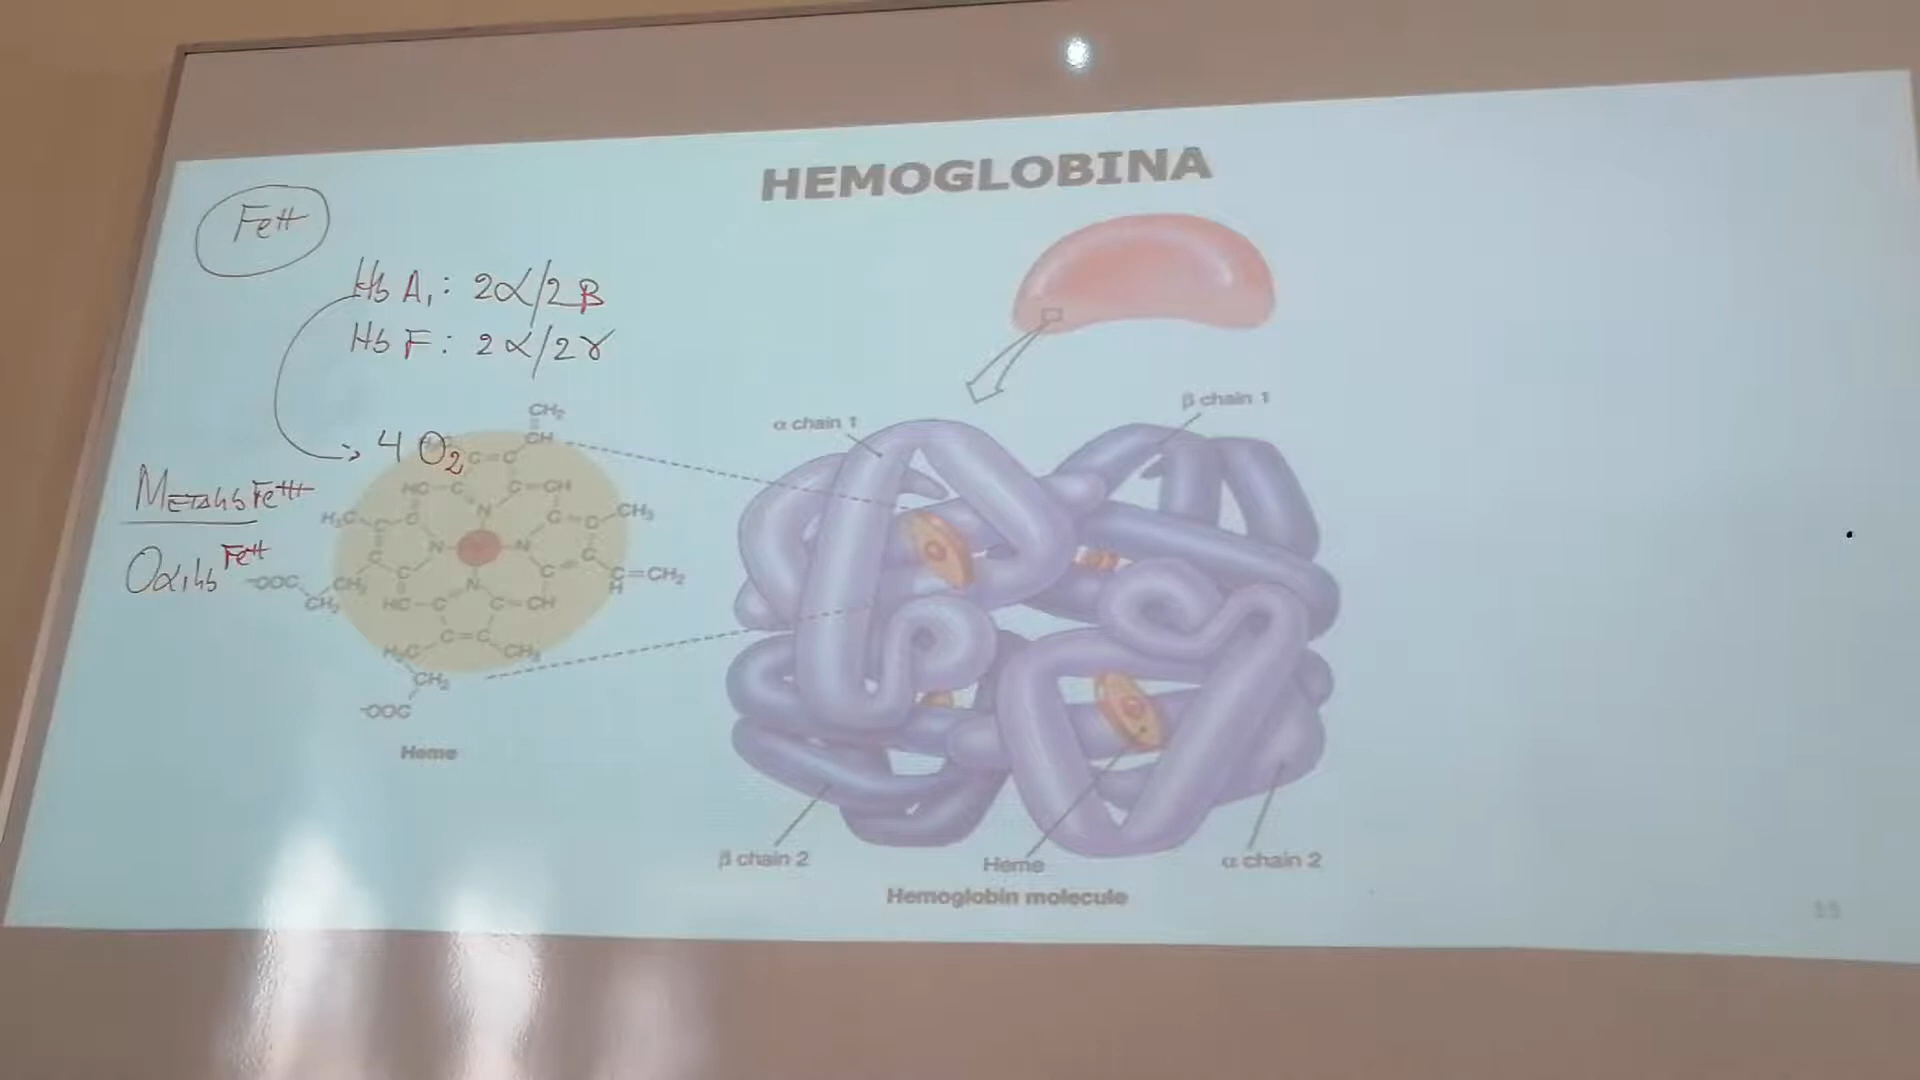 HEMOGLOBINA
Fe++
Hb A1: 2α/2β
Hb F: 2α/2γ
4 O2
METAHb Fe+++
OxiHb Fe++
CH2
CH
C=C
HC-C
C=CH
N
H3C
C
C-C
CH3
N
N
C
C=CH2
H
-OOC
CH2
CH2
N
HC-C
C=CH
C=C
H3C
CH3
CH2
-OOC
Heme
α chain 1
β chain 1
β chain 2
Heme
α chain 2
Hemoglobin molecule